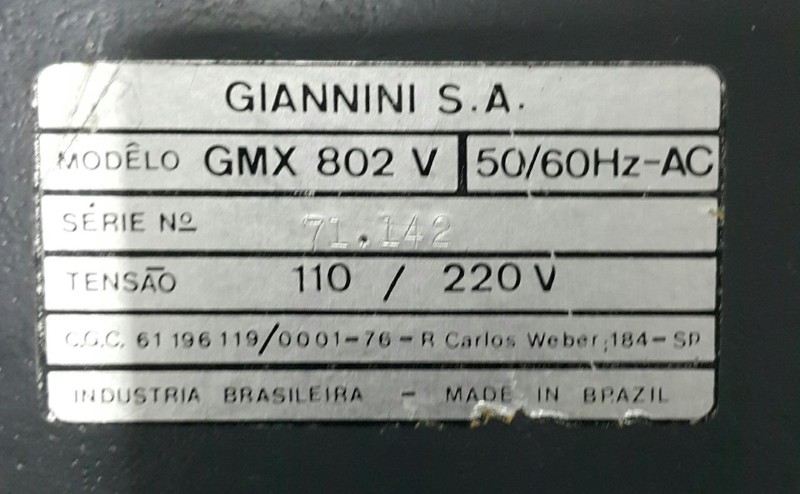 GIANNINI S.A.
MODÊLO GMX 802 V 50/60Hz-AC
SÉRIE Nº 71.142
TENSÃO 110 / 220 V
C.G.C. 61 196 119/0001-76 - R Carlos Weber,184-SP
INDUSTRIA BRASILEIRA - MADE IN BRAZIL